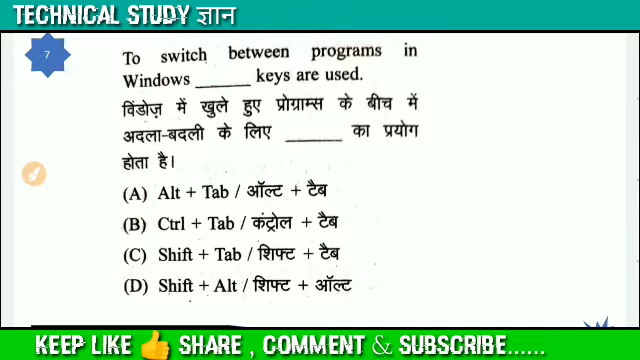 TECHNICAL STUDY ज्ञान
7
To switch between programs in
Windows ______ keys are used.
विंडोज़ में खुले हुए प्रोग्राम्स के बीच में
अदला-बदली के लिए ______ का प्रयोग
होता है।
(A) Alt + Tab / ऑल्ट + टैब
(B) Ctrl + Tab / कंट्रोल + टैब
(C) Shift + Tab / शिफ्ट + टैब
(D) Shift + Alt / शिफ्ट + ऑल्ट
KEEP LIKE 👍 SHARE , COMMENT & SUBSCRIBE......